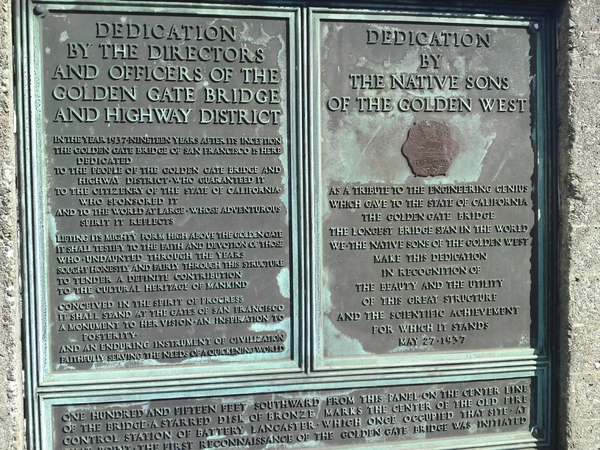 DEDICATION
BY THE DIRECTORS
AND OFFICERS OF THE
GOLDEN GATE BRIDGE
AND HIGHWAY DISTRICT
IN THE YEAR 1937·NINETEEN YEARS AFTER ITS INCEPTION
THE GOLDEN GATE BRIDGE OF SAN FRANCISCO IS HERE
DEDICATED
TO THE PEOPLE OF THE GOLDEN GATE BRIDGE AND
HIGHWAY DISTRICT·WHO GUARANTEED IT
TO THE CITIZENRY OF THE STATE OF CALIFORNIA
WHO SPONSORED IT
AND TO THE WORLD AT LARGE·WHOSE ADVENTUROUS
SPIRIT IT REFLECTS
LIFTING ITS MIGHTY FORM HIGH ABOVE THE GOLDEN GATE
IT SHALL TESTIFY TO THE FAITH AND DEVOTION OF THOSE
WHO UNDAUNTED THROUGH THE YEARS
SOUGHT HONESTLY AND FAIRLY THROUGH THIS STRUCTURE
TO TENDER A DEFINITE CONTRIBUTION
TO THE CULTURAL HERITAGE OF MANKIND
CONCEIVED IN THE SPIRIT OF PROGRESS
IT SHALL STAND AT THE GATES OF SAN FRANCISCO
A MONUMENT TO HER VISION·AN INSPIRATION TO
POSTERITY
AND AN ENDURING INSTRUMENT OF CIVILIZATION
FAITHFULLY SERVING THE NEEDS OF A QUICKENING WORLD
DEDICATION
BY
THE NATIVE SONS
OF THE GOLDEN WEST
AS A TRIBUTE TO THE ENGINEERING GENIUS
WHICH GAVE TO THE STATE OF CALIFORNIA
THE GOLDEN GATE BRIDGE
THE LONGEST BRIDGE SPAN IN THE WORLD
WE·THE NATIVE SONS OF THE GOLDEN WEST
MAKE THIS DEDICATION
IN RECOGNITION OF
THE BEAUTY AND THE UTILITY
OF THIS GREAT STRUCTURE
AND THE SCIENTIFIC ACHIEVEMENT
FOR WHICH IT STANDS
MAY 27·1937
ONE HUNDRED AND FIFTEEN FEET SOUTHWARD FROM THIS PANEL·ON THE CENTER LINE
OF THE BRIDGE·A STARRED DISK OF BRONZE MARKS THE CENTER OF THE OLD FIRE
CONTROL STATION OF BATTERY LANCASTER·WHICH ONCE OCCUPIED THAT SITE·AT
THAT POINT·THE FIRST RECONNAISSANCE OF THE GOLDEN GATE BRIDGE WAS INITIATED